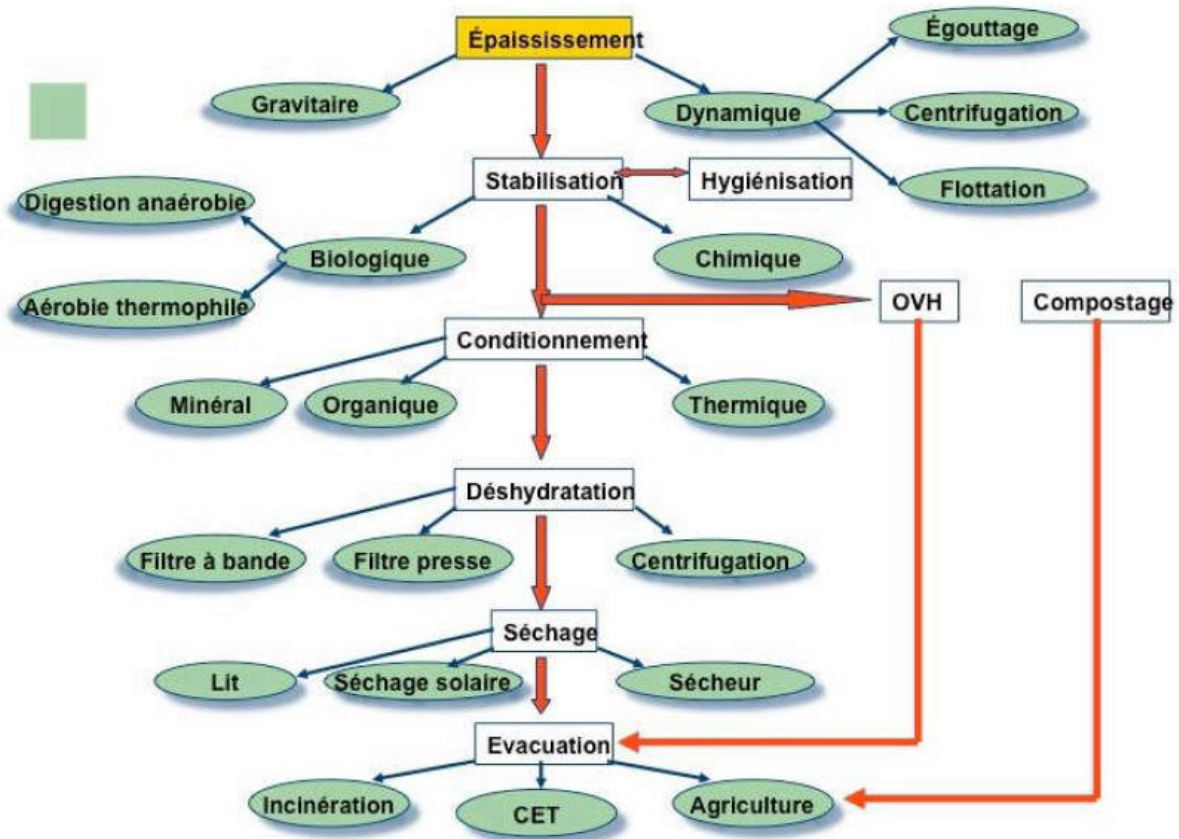 Épaississement
Égouttage
Gravitaire
Dynamique
Centrifugation
Stabilisation
Hygiénisation
Flottation
Digestion anaérobie
Biologique
Chimique
Aérobie thermophile
OVH
Compostage
Conditionnement
Minéral
Organique
Thermique
Déshydratation
Filtre à bande
Filtre presse
Centrifugation
Séchage
Lit
Séchage solaire
Sécheur
Evacuation
Incinération
CET
Agriculture